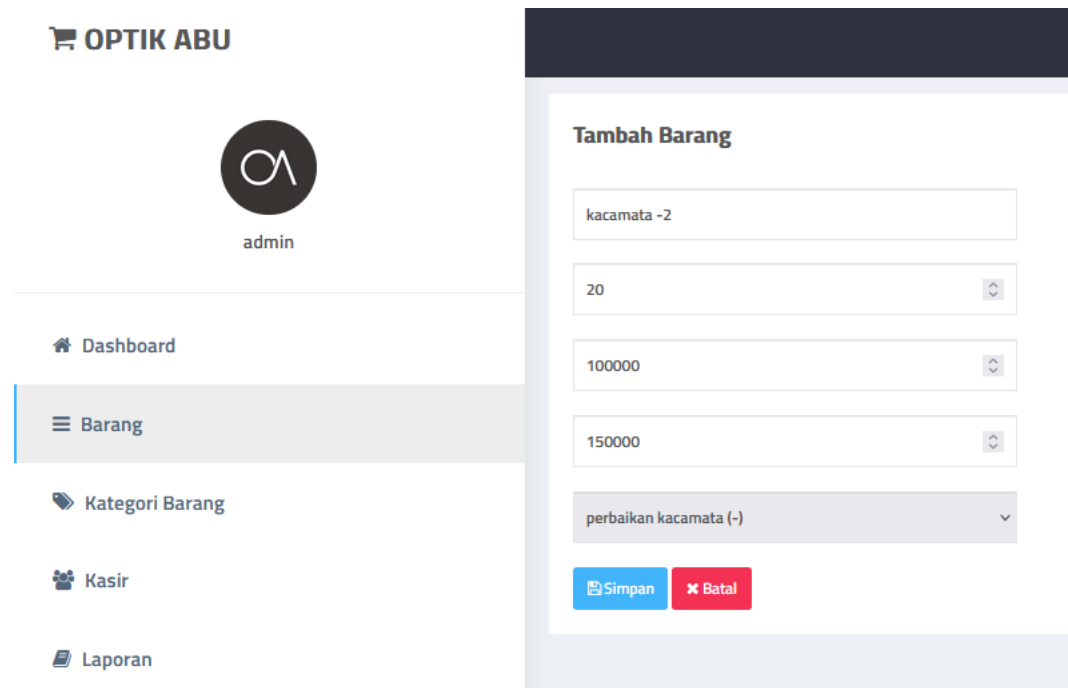 OPTIK ABU
OA
admin
Dashboard
Barang
Kategori Barang
Kasir
Laporan
Tambah Barang
kacamata -2
20
100000
150000
perbaikan kacamata (-)
Simpan
Batal